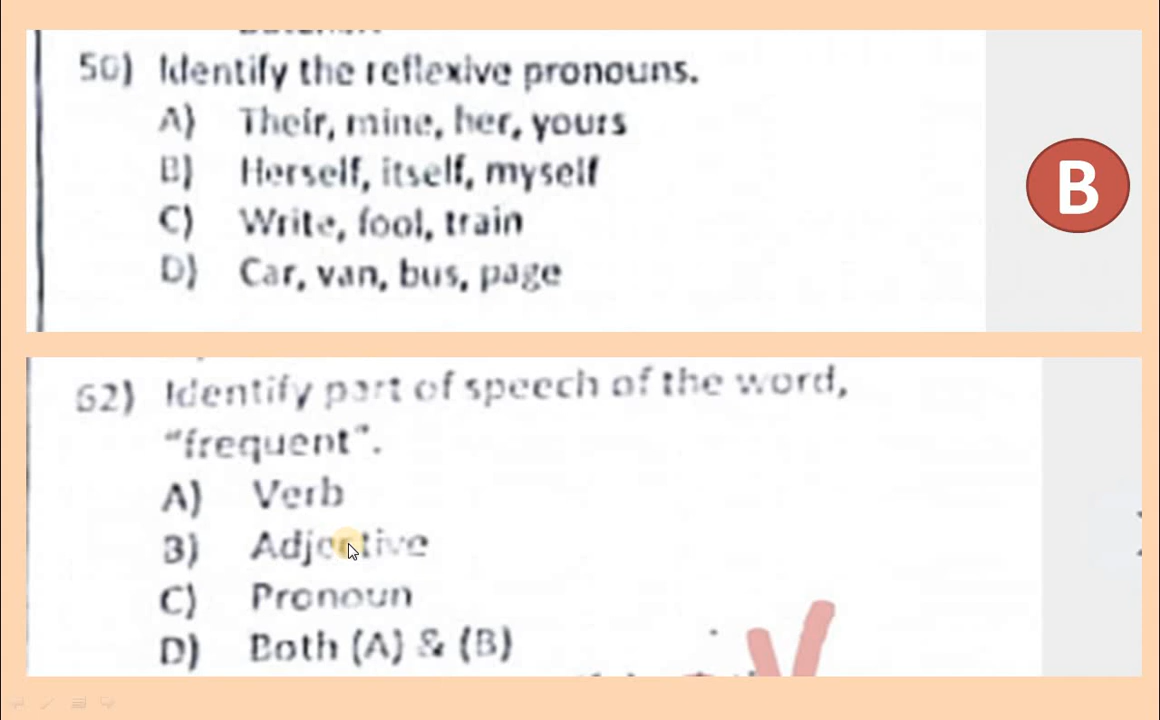 50) Identify the reflexive pronouns.
A) Their, mine, her, yours
B) Herself, itself, myself
C) Write, fool, train
D) Car, van, bus, page
B
62) Identify part of speech of the word,
"frequent".
A) Verb
B) Adjective
C) Pronoun
D) Both (A) & (B)